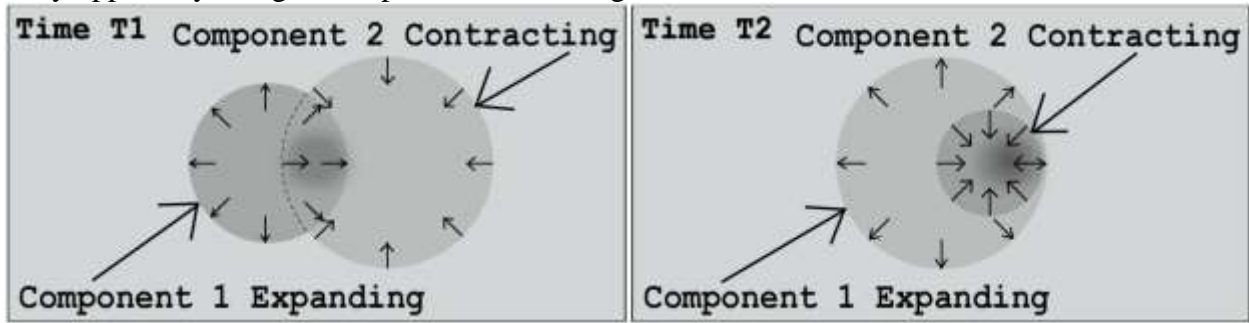 Time T1 Component 2 Contracting
Component 1 Expanding
Time T2 Component 2 Contracting
Component 1 Expanding